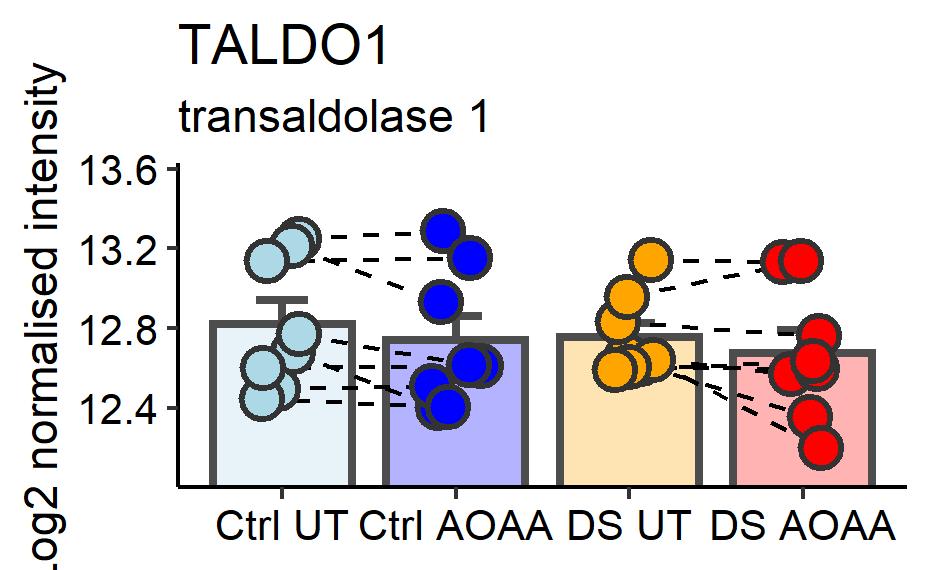 TALDO1
transaldolase 1
.og2 normalised intensity
13.6
13.2
12.8
12.4
Ctrl UT Ctrl AOAA DS UT DS AOAA